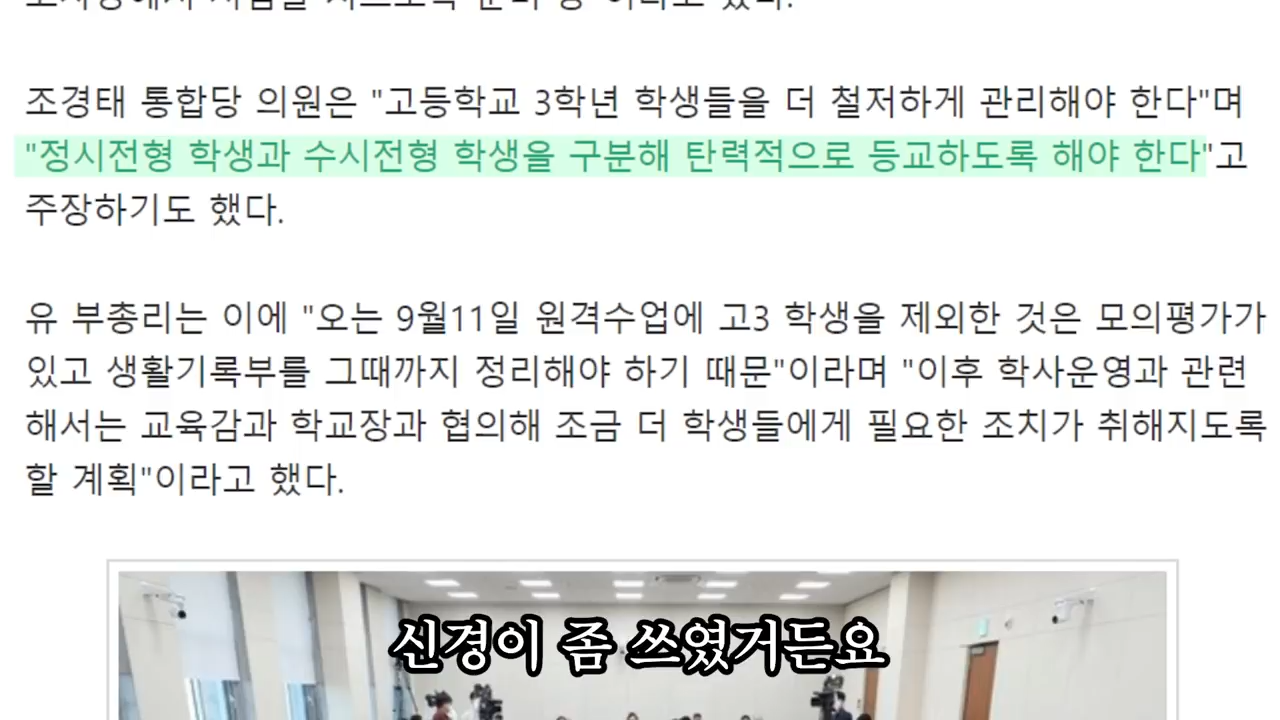 조경태 통합당 의원은 "고등학교 3학년 학생들을 더 철저하게 관리해야 한다"며
"정시전형 학생과 수시전형 학생을 구분해 탄력적으로 등교하도록 해야 한다"고
주장하기도 했다.
유 부총리는 이에 "오는 9월11일 원격수업에 고3 학생을 제외한 것은 모의평가가
있고 생활기록부를 그때까지 정리해야 하기 때문"이라며 "이후 학사운영과 관련
해서는 교육감과 학교장과 협의해 조금 더 학생들에게 필요한 조치가 취해지도록
할 계획"이라고 했다.
신경이 좀 쓰였거든요